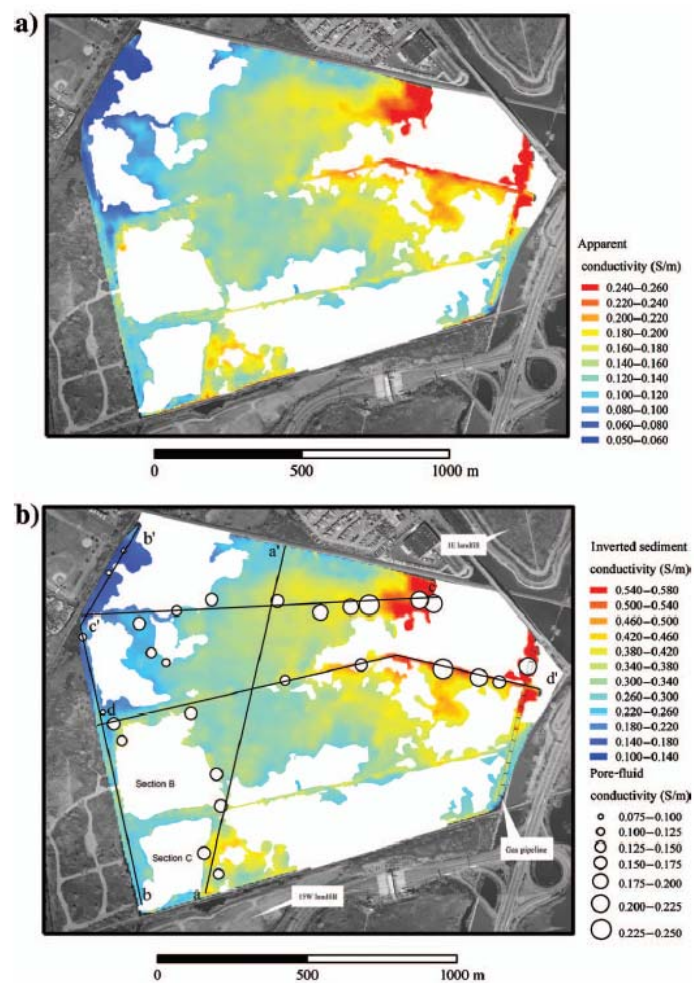 a)
Apparent
conductivity (S/m)
0.240–0.260
0.220–0.240
0.200–0.220
0.180–0.200
0.160–0.180
0.140–0.160
0.120–0.140
0.100–0.120
0.080–0.100
0.060–0.080
0.050–0.060
0 500 1000 m
b)
1E landfill
b'
a'
c
c'
d'
d
Section B
Section C
Gas pipeline
b
a
15W landfill
Inverted sediment
conductivity (S/m)
0.540–0.580
0.500–0.540
0.460–0.500
0.420–0.460
0.380–0.420
0.340–0.380
0.300–0.340
0.260–0.300
0.220–0.260
0.180–0.220
0.140–0.180
0.100–0.140
Pore-fluid
conductivity (S/m)
0.075–0.100
0.100–0.125
0.125–0.150
0.150–0.175
0.175–0.200
0.200–0.225
0.225–0.250
0 500 1000 m